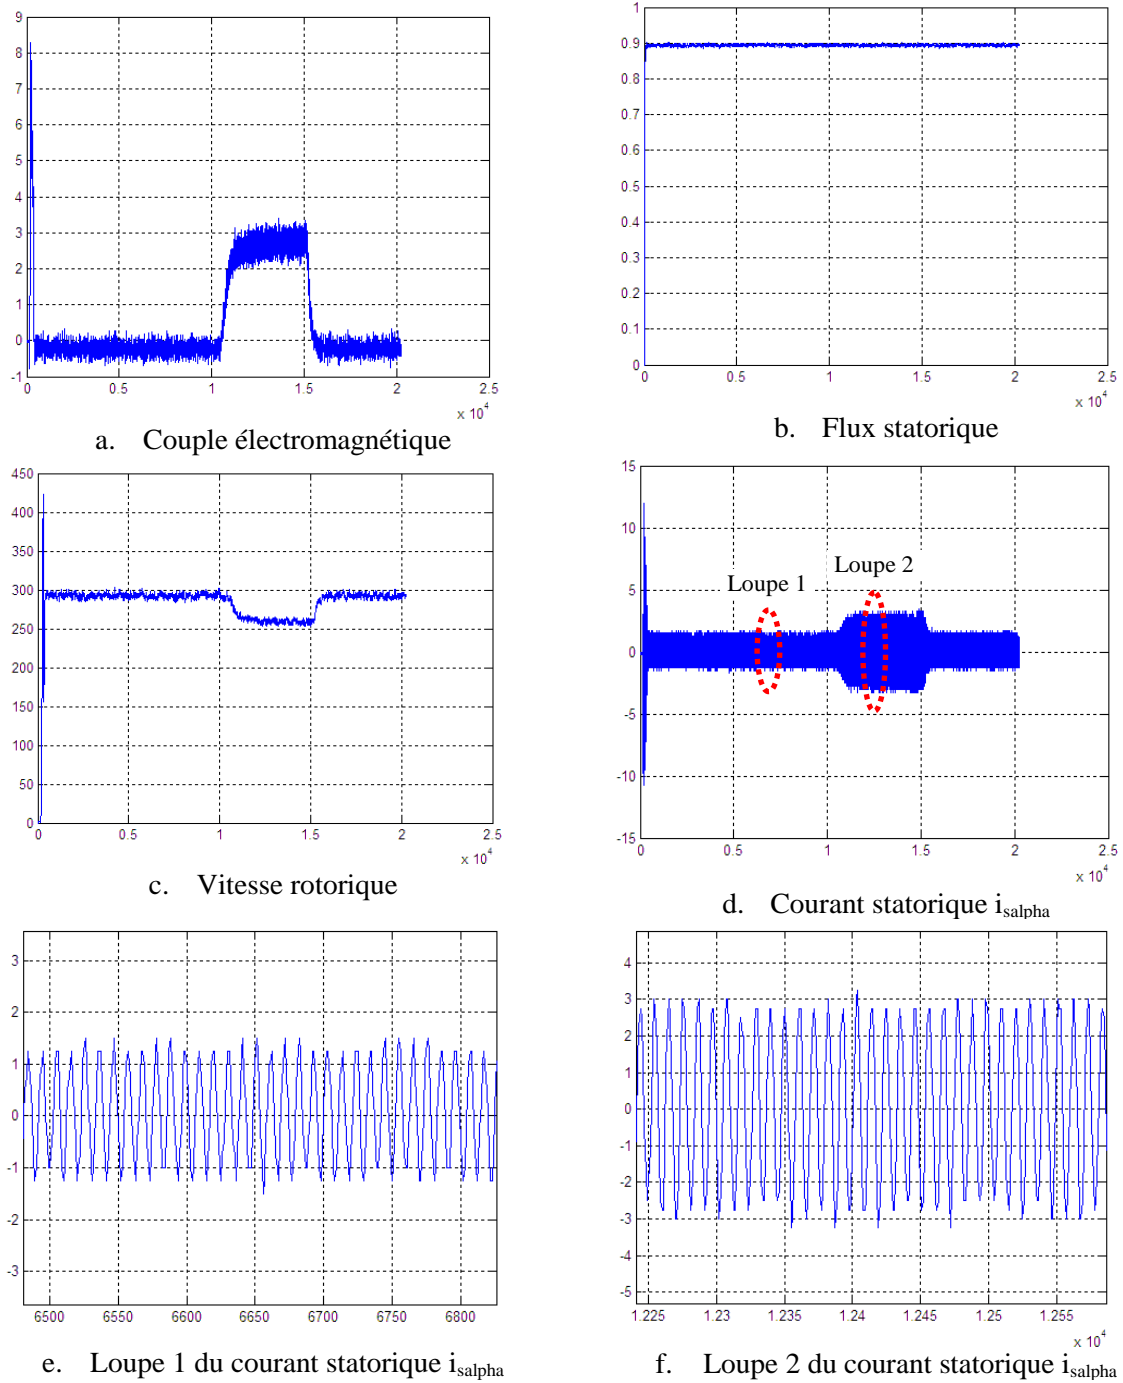 9
8
7
6
5
4
3
2
1
0
-1
0 0.5 1 1.5 2 2.5
x 10^4
a. Couple électromagnétique
1
0.9
0.8
0.7
0.6
0.5
0.4
0.3
0.2
0.1
0
0 0.5 1 1.5 2 2.5
x 10^4
b. Flux statorique
450
400
350
300
250
200
150
100
50
0
0 0.5 1 1.5 2 2.5
x 10^4
c. Vitesse rotorique
15
10
5
0
-5
-10
-15
Loupe 1
Loupe 2
0 0.5 1 1.5 2 2.5
x 10^4
d. Courant statorique i_salpha
3
2
1
0
-1
-2
-3
6500 6550 6600 6650 6700 6750 6800
e. Loupe 1 du courant statorique i_salpha
4
3
2
1
0
-1
-2
-3
-4
-5
1.225 1.23 1.235 1.24 1.245 1.25 1.255
x 10^4
f. Loupe 2 du courant statorique i_salpha